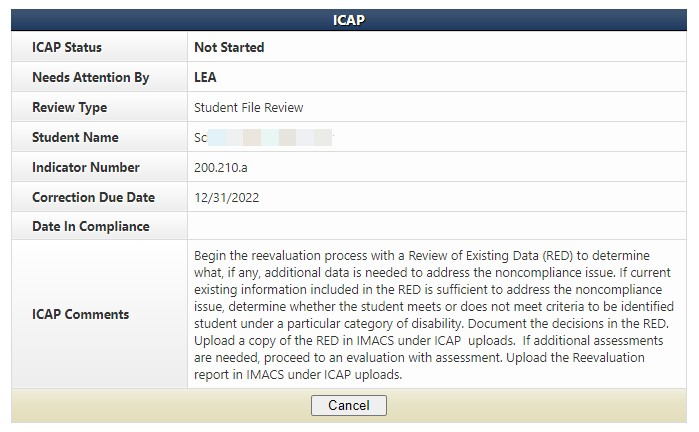 ICAP
ICAP Status Not Started
Needs Attention By LEA
Review Type Student File Review
Student Name Sc
Indicator Number 200.210.a
Correction Due Date 12/31/2022
Date In Compliance
ICAP Comments
Begin the reevaluation process with a Review of Existing Data (RED) to determine
what, if any, additional data is needed to address the noncompliance issue. If current
existing information included in the RED is sufficient to address the noncompliance
issue, determine whether the student meets or does not meet criteria to be identified
student under a particular category of disability. Document the decisions in the RED.
Upload a copy of the RED in IMACS under ICAP uploads. If additional assessments
are needed, proceed to an evaluation with assessment. Upload the Reevaluation
report in IMACS under ICAP uploads.
Cancel